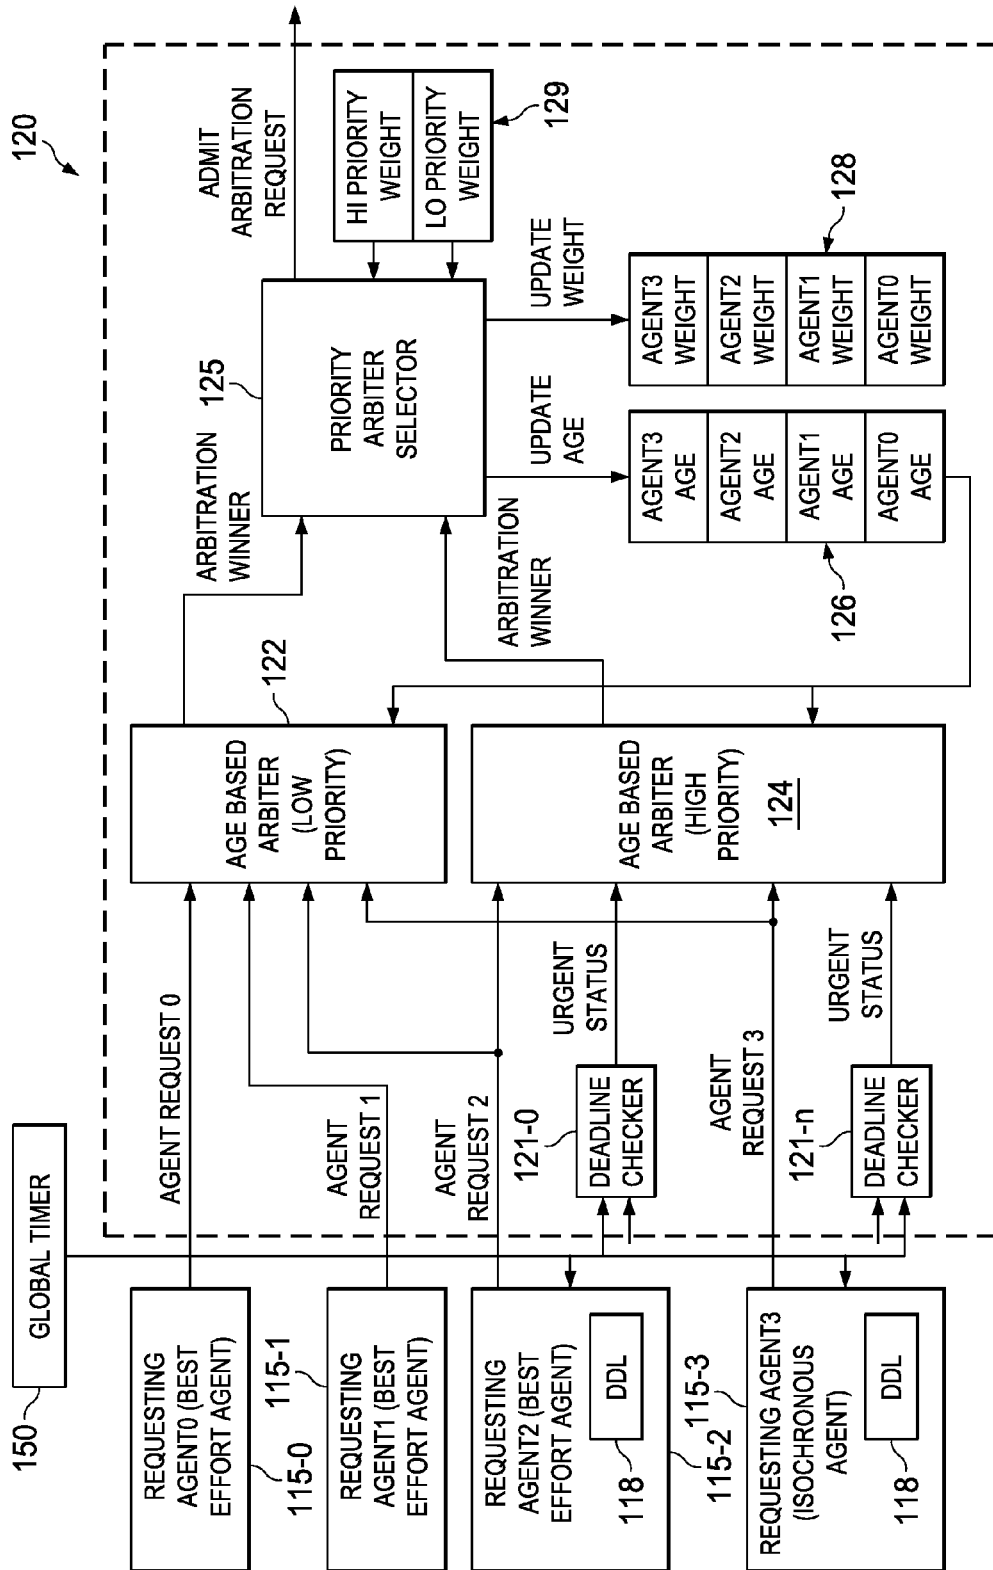 120
GLOBAL TIMER
150
REQUESTING
AGENT0 (BEST
EFFORT AGENT)
115-0
REQUESTING
AGENT1 (BEST
EFFORT AGENT)
115-1
REQUESTING
AGENT2 (BEST
EFFORT AGENT)
DDL
118
115-2
REQUESTING AGENT3
(ISOCHRONOUS
AGENT)
DDL
118
115-3
AGENT REQUEST 0
AGENT
REQUEST 1
AGENT
REQUEST 2
DEADLINE
CHECKER
121-0
URGENT
STATUS
AGENT
REQUEST 3
DEADLINE
CHECKER
121-n
URGENT
STATUS
AGE BASED
ARBITER
(LOW
PRIORITY)
122
AGE BASED
ARBITER
(HIGH
PRIORITY)
124
ARBITRATION
WINNER
ARBITRATION
WINNER
PRIORITY
ARBITER
SELECTOR
125
ADMIT
ARBITRATION
REQUEST
HI PRIORITY
WEIGHT
LO PRIORITY
WEIGHT
129
UPDATE
AGE
UPDATE
WEIGHT
AGENT3
AGE
AGENT2
AGE
AGENT1
AGE
AGENT0
AGE
126
AGENT3
WEIGHT
AGENT2
WEIGHT
AGENT1
WEIGHT
AGENT0
WEIGHT
128